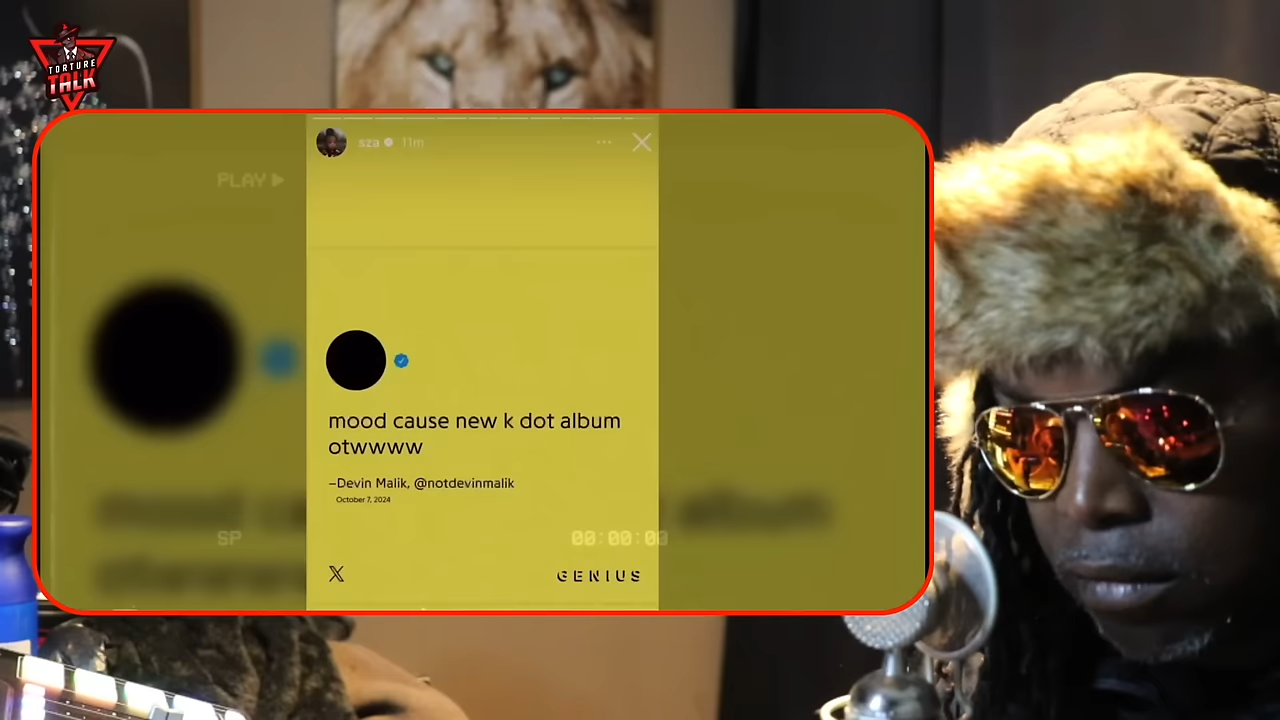 TORTURE
TALK
sza 11m
PLAY
mood cause new k dot album
otwwww
–Devin Malik, @notdevinmalik
October 7, 2024
SP
00:00:00
GENIUS